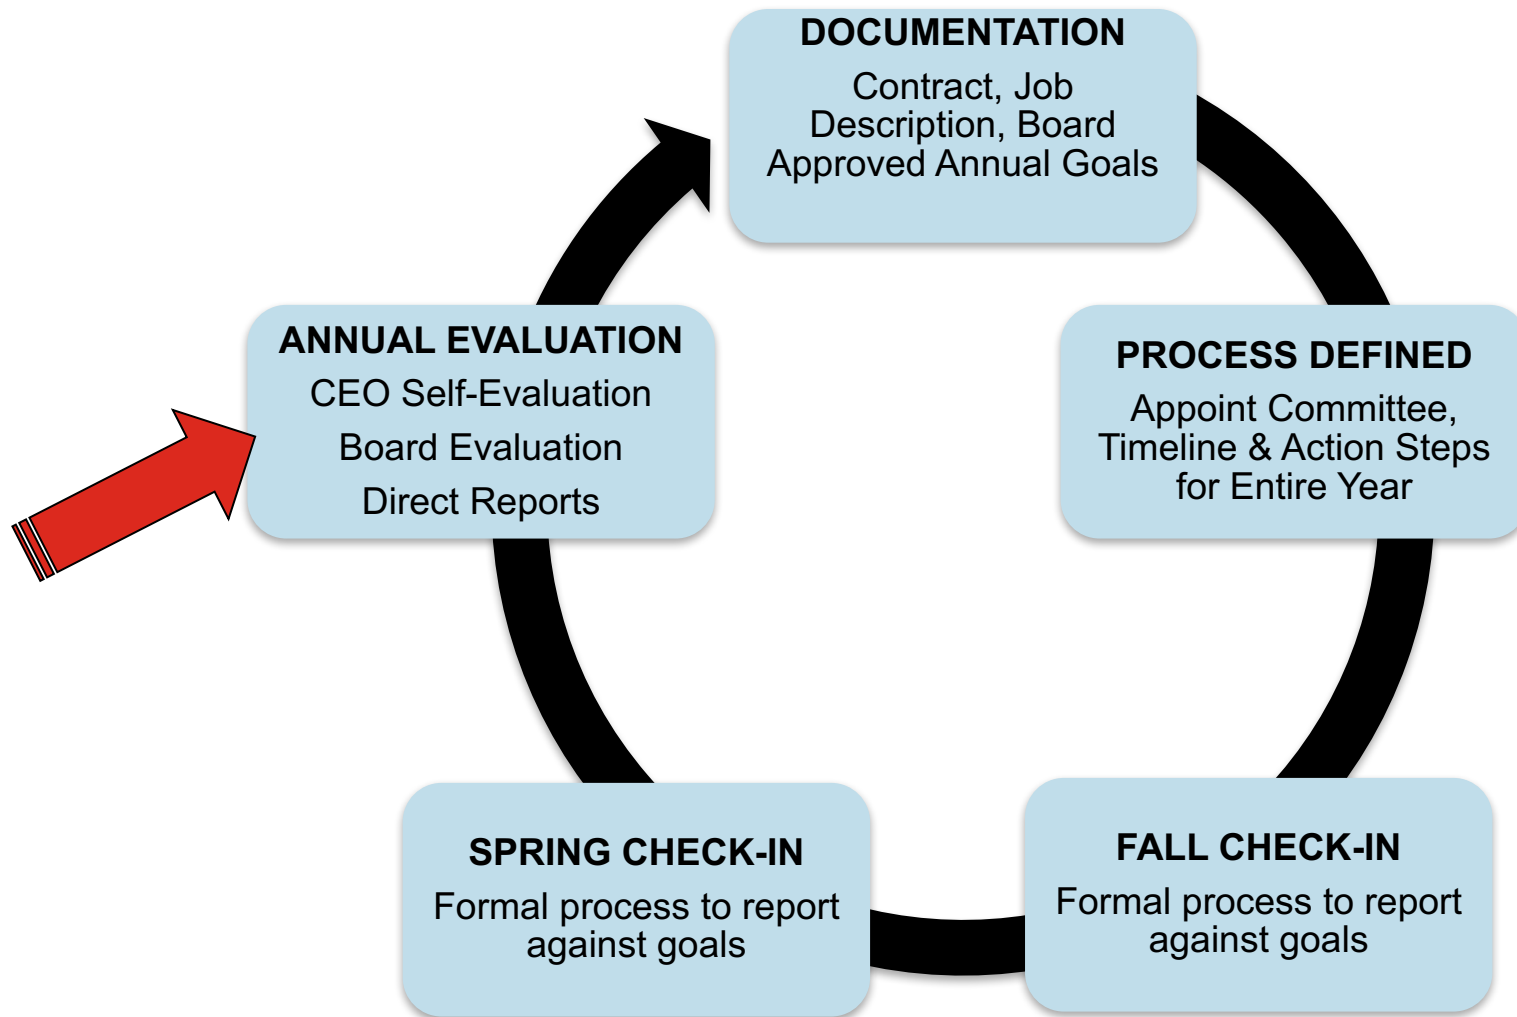 DOCUMENTATION
Contract, Job
Description, Board
Approved Annual Goals
PROCESS DEFINED
Appoint Committee,
Timeline & Action Steps
for Entire Year
FALL CHECK-IN
Formal process to report
against goals
SPRING CHECK-IN
Formal process to report
against goals
ANNUAL EVALUATION
CEO Self-Evaluation
Board Evaluation
Direct Reports